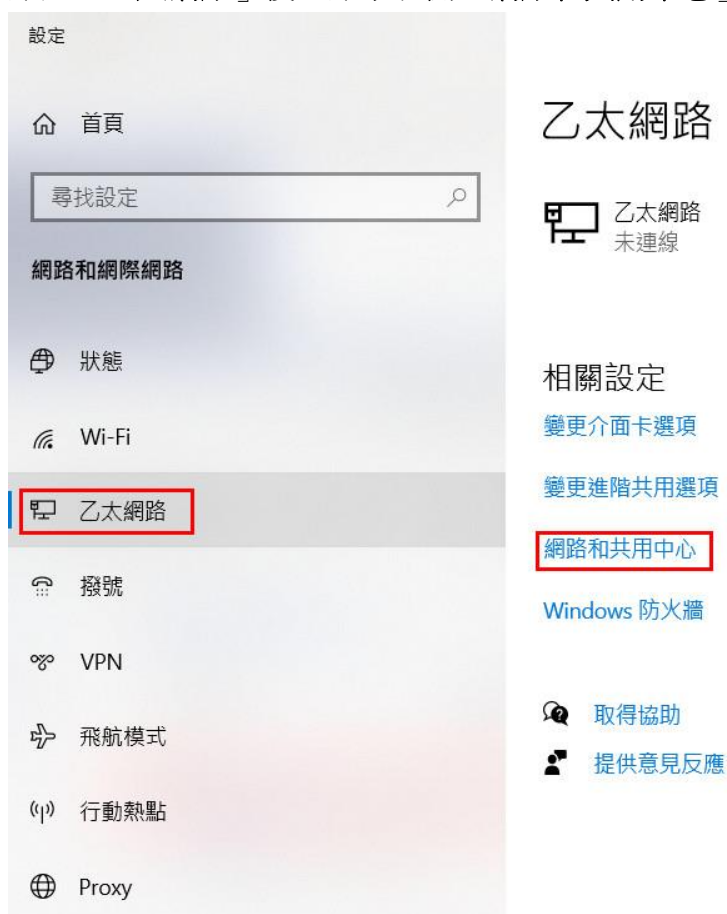 設定
首頁
尋找設定
網路和網際網路
狀態
Wi-Fi
乙太網路
撥號
VPN
飛航模式
行動熱點
Proxy
乙太網路
乙太網路
未連線
相關設定
變更介面卡選項
變更進階共用選項
網路和共用中心
Windows 防火牆
取得協助
提供意見反應